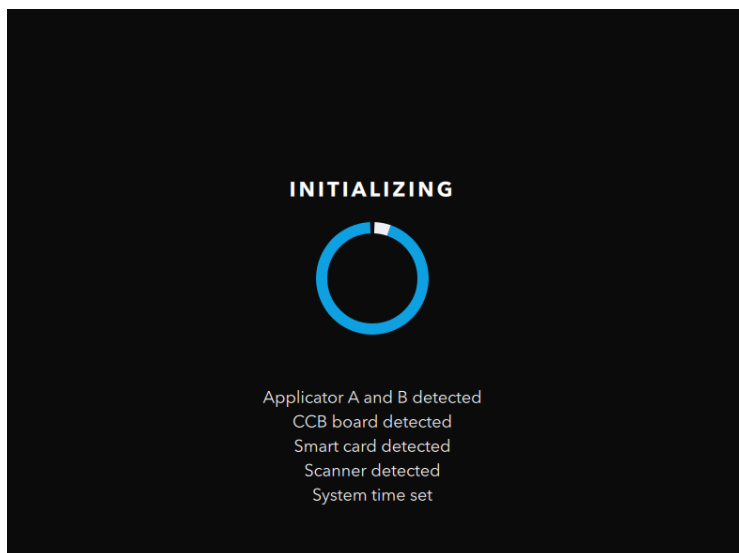 INITIALIZING
Applicator A and B detected
CCB board detected
Smart card detected
Scanner detected
System time set